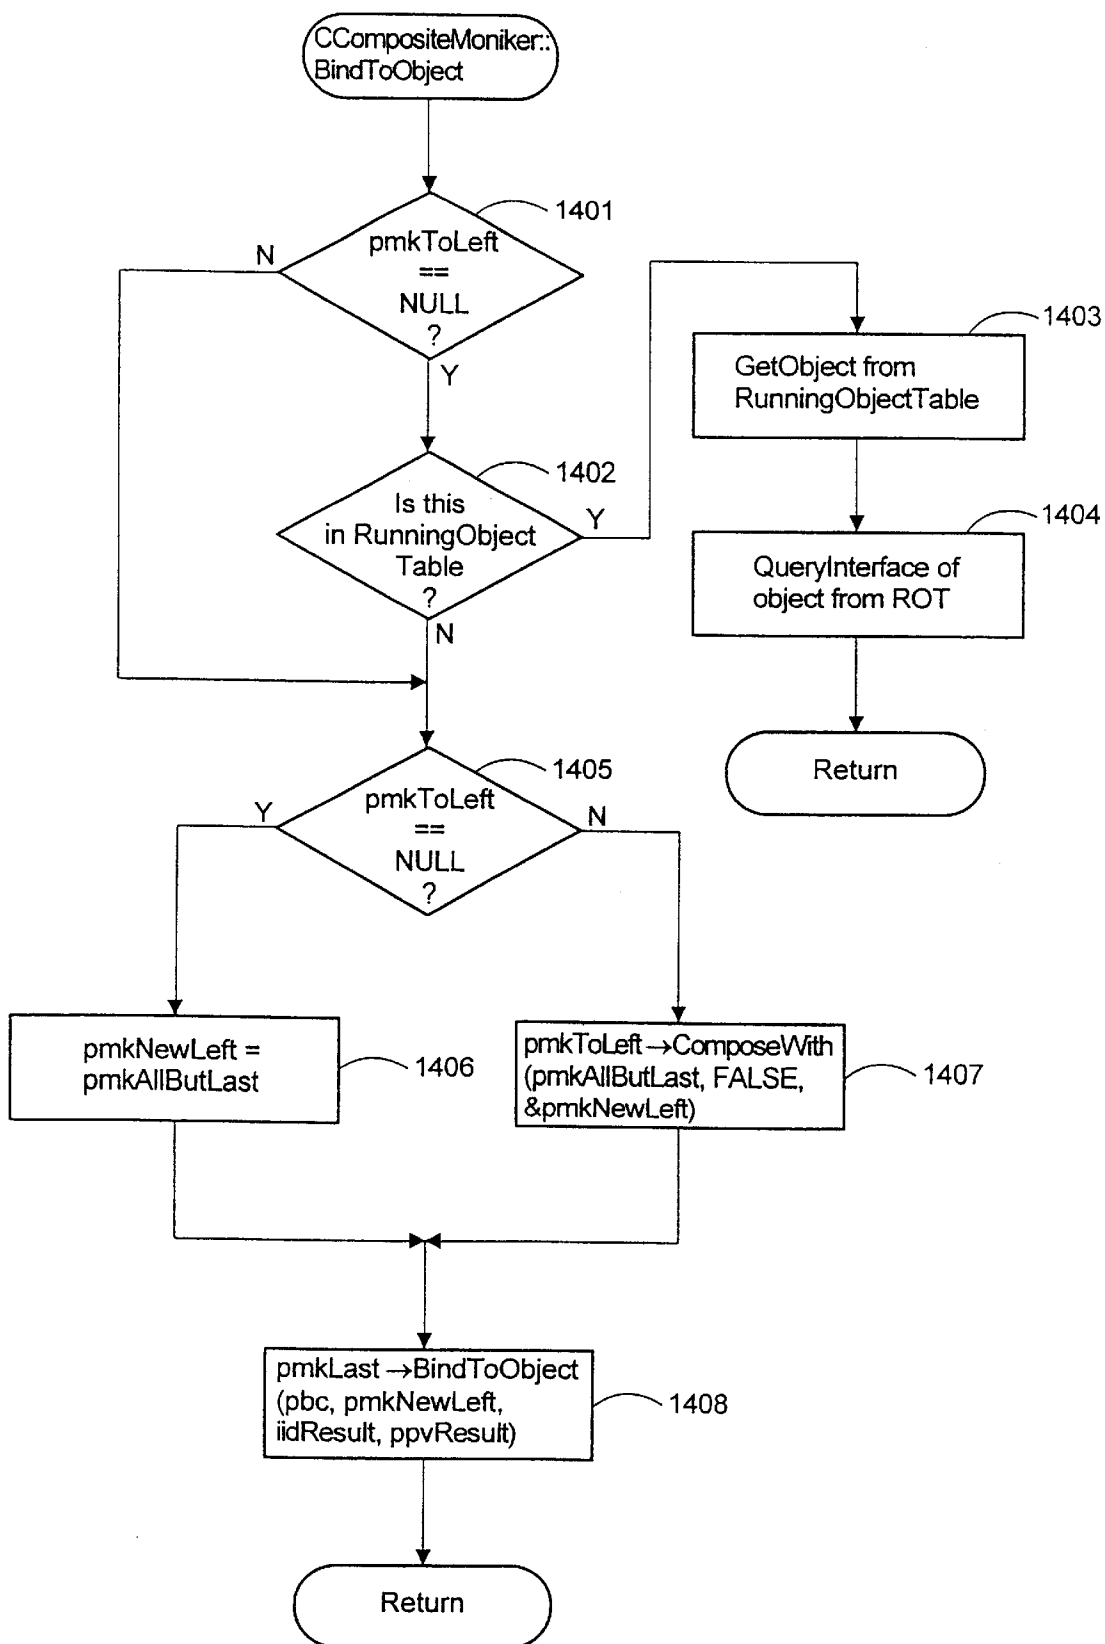 CCompositeMoniker::
BindToObject
1401
pmkToLeft
==
NULL
?
N
Y
1402
Is this
in RunningObject
Table
?
Y
N
1403
GetObject from
RunningObjectTable
1404
QueryInterface of
object from ROT
Return
1405
pmkToLeft
==
NULL
?
Y
N
pmkNewLeft =
pmkAllButLast
1406
pmkToLeft→ComposeWith
(pmkAllButLast, FALSE,
&pmkNewLeft)
1407
pmkLast→BindToObject
(pbc, pmkNewLeft,
iidResult, ppvResult)
1408
Return